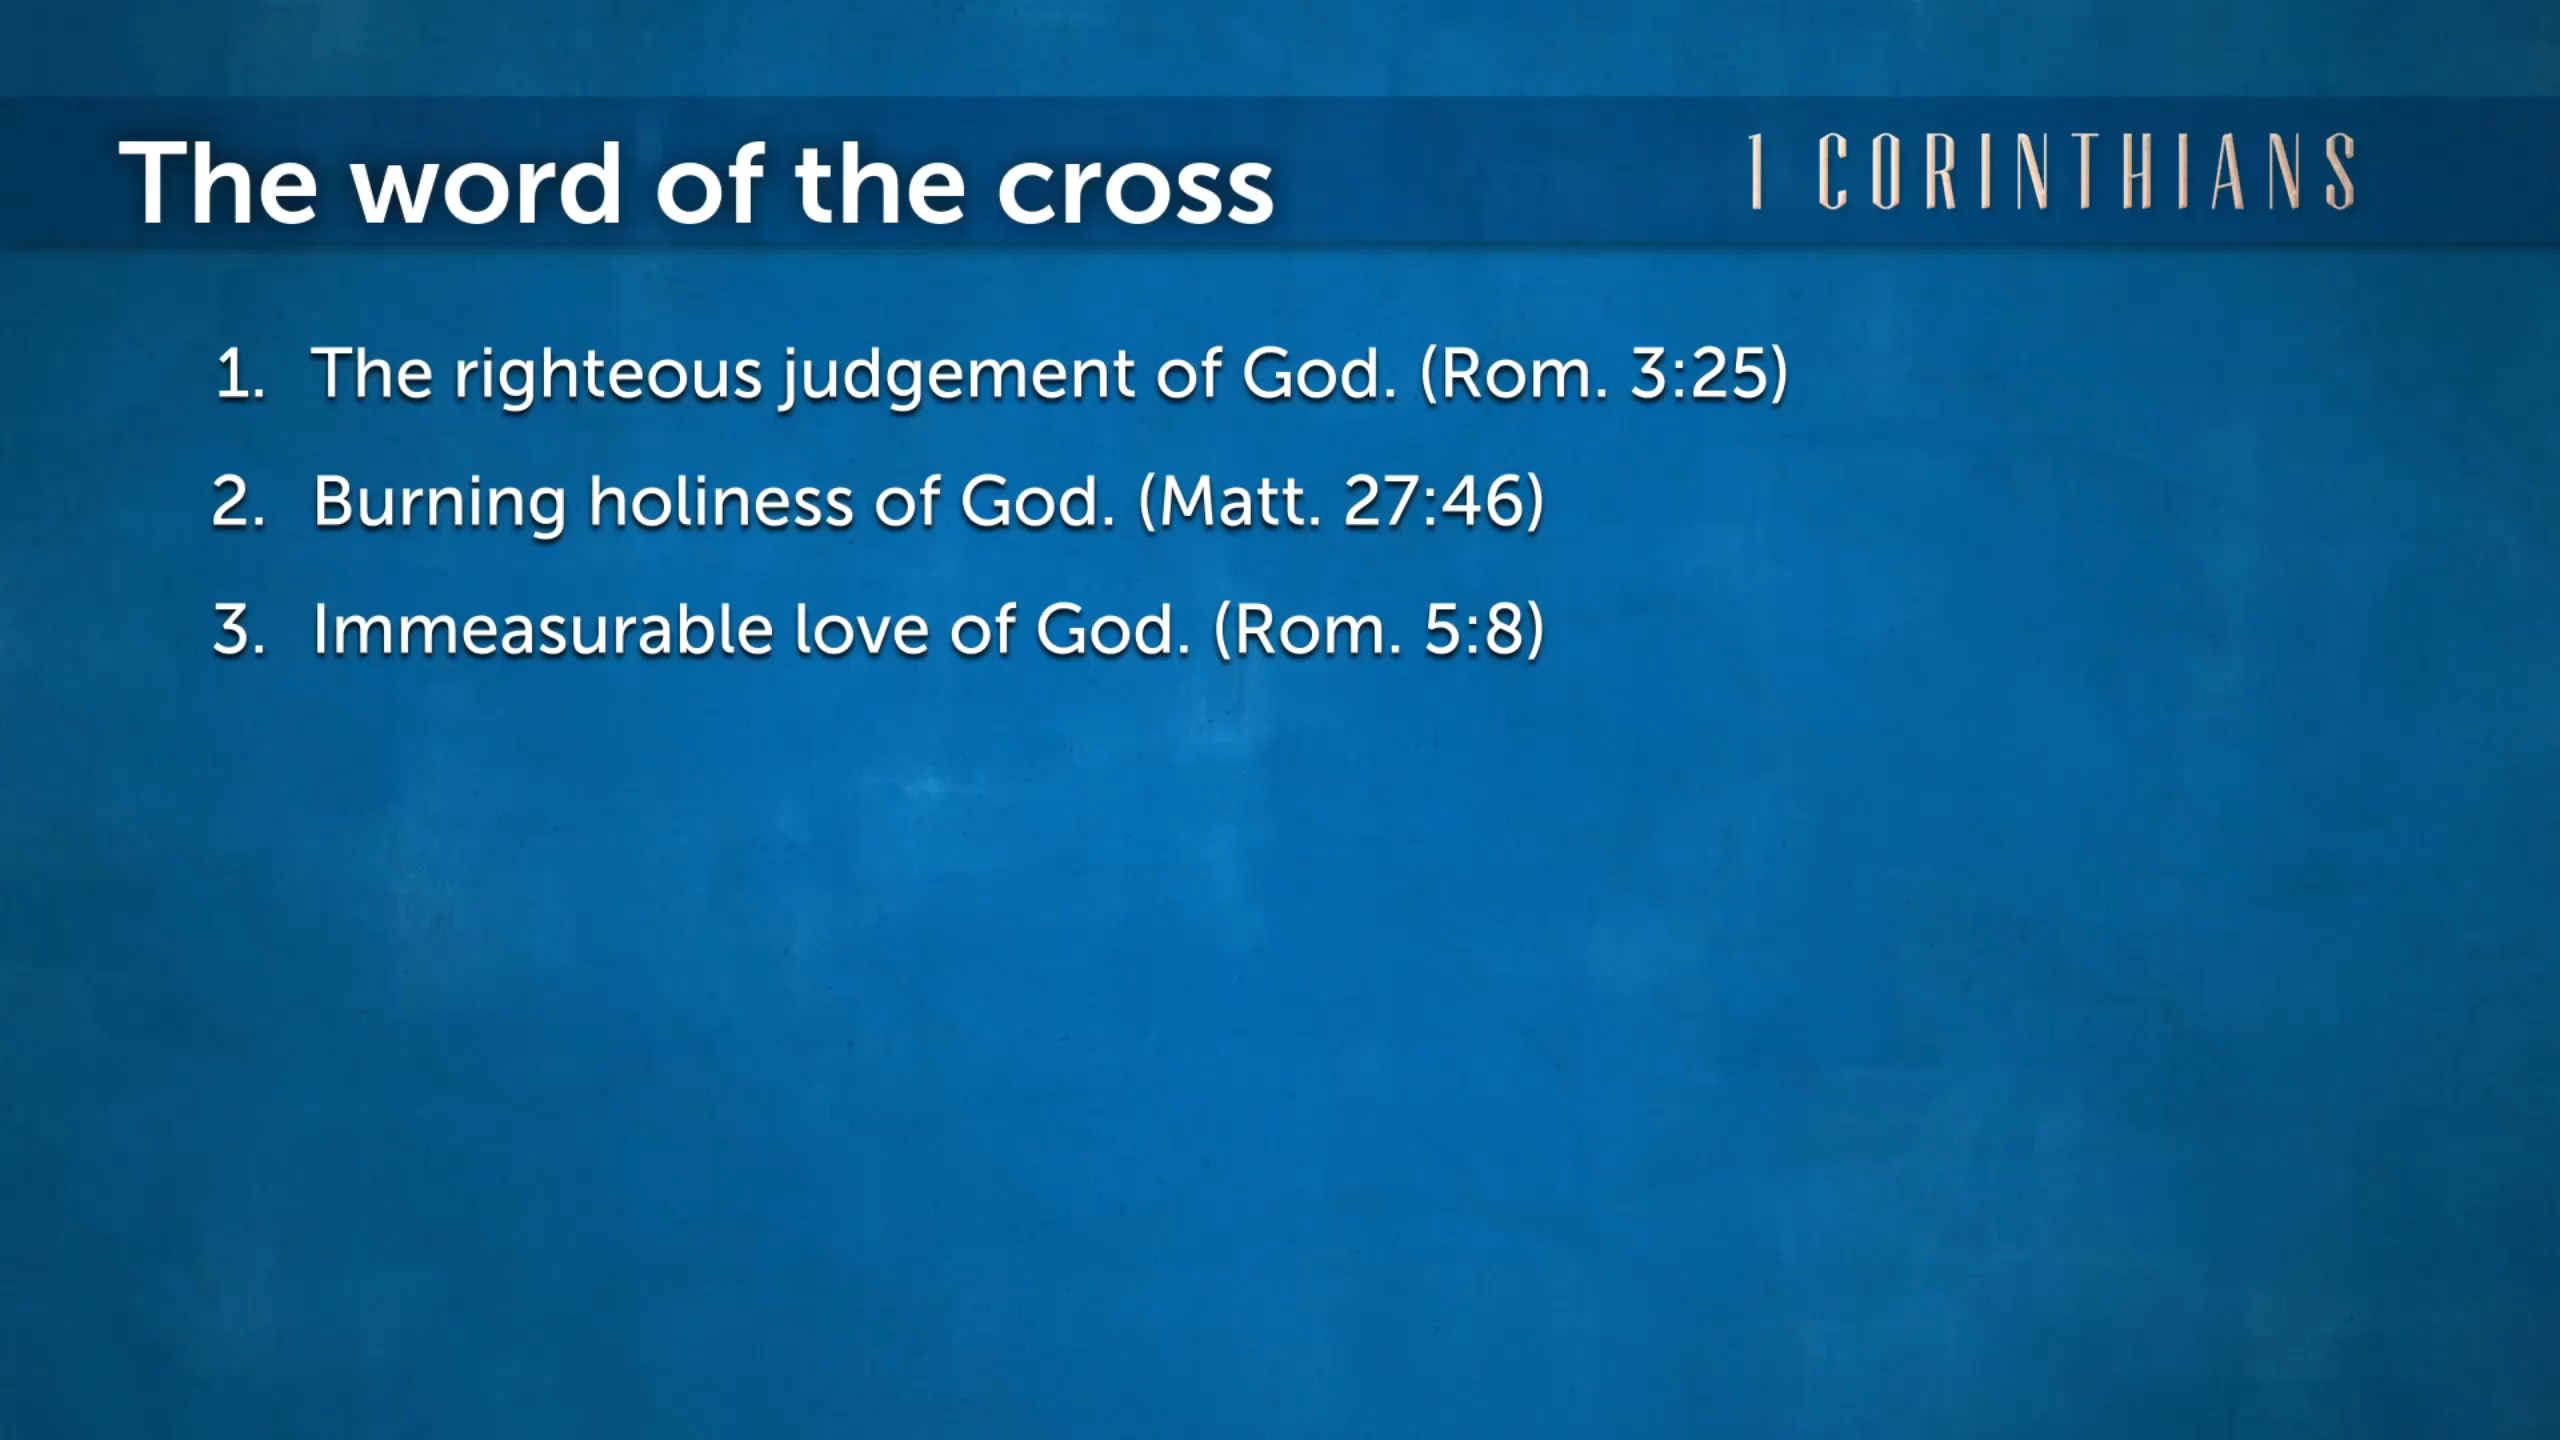 The word of the cross
1 CORINTHIANS
1. The righteous judgement of God. (Rom. 3:25)
2. Burning holiness of God. (Matt. 27:46)
3. Immeasurable love of God. (Rom. 5:8)